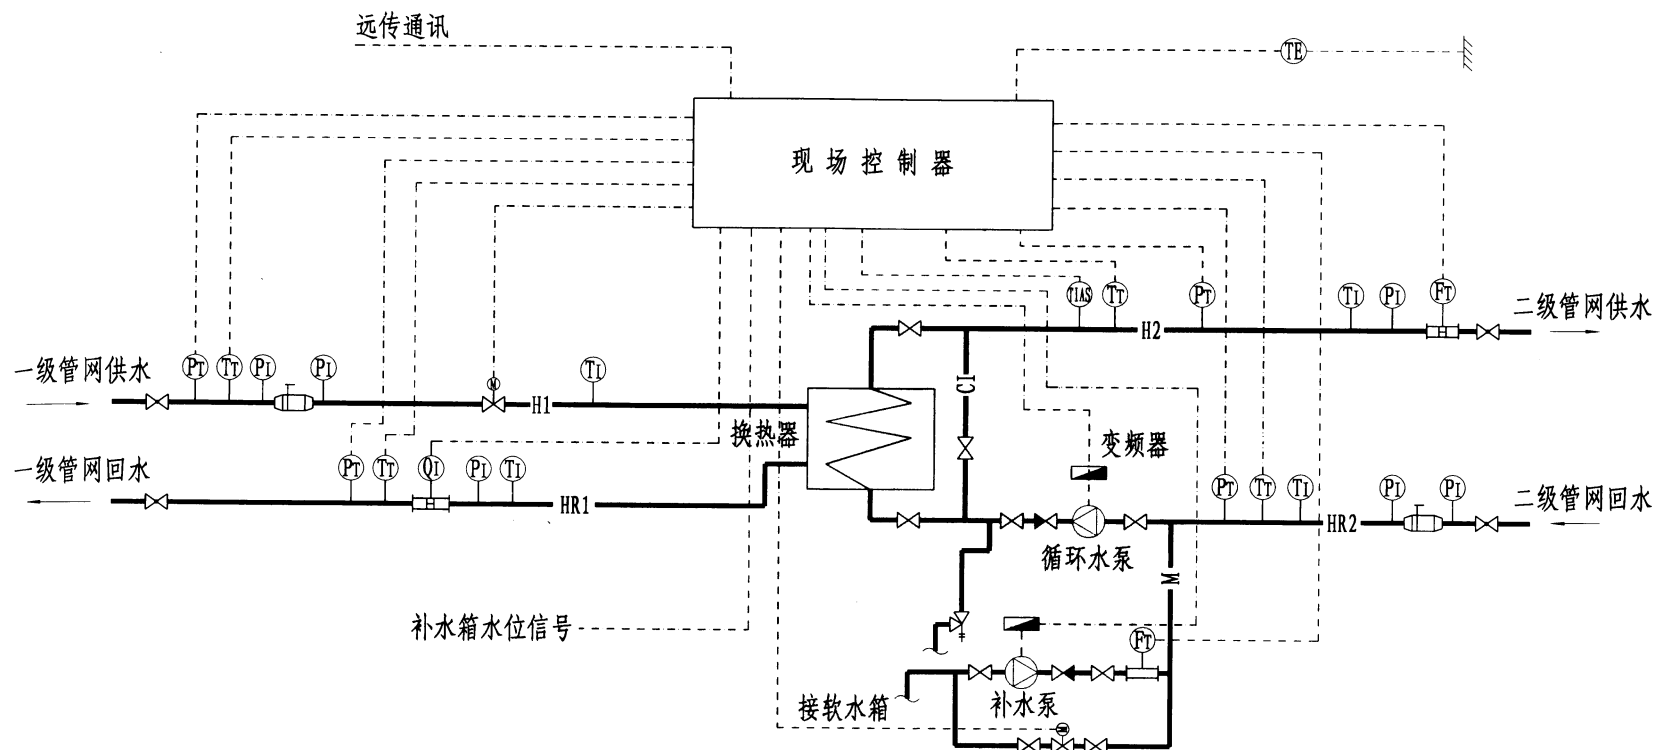 远传通讯
TE
现场控制器
TIAS
TT
PT
TI
PI
FT
二级管网供水
H2
一级管网供水
PT
TT
PI
PI
M
TI
H1
CI
换热器
变频器
一级管网回水
PT
TT
QI
PI
TI
HR1
PT
TT
TI
PI
PI
二级管网回水
HR2
循环水泵
M
补水箱水位信号
FT
接软水箱
补水泵
M